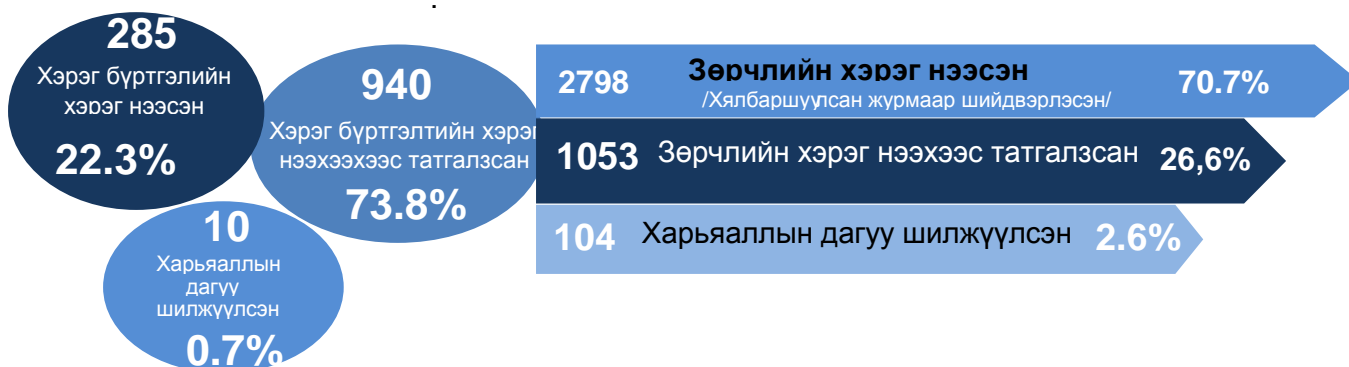 285
Хэрэг бүртгэлийн
хэрэг нээсэн
22.3%
940
Хэрэг бүртгэлтийн хэрэг
нээхээхээс татгалзсан
73.8%
10
Харьяаллын
дагуу
шилжүүлсэн
0.7%
2798 Зөрчлийн хэрэг нээсэн 70.7%
/Хялбаршуулсан журмаар шийдвэрлэсэн/
1053 Зөрчлийн хэрэг нээхээс татгалзсан 26,6%
104 Харьяаллын дагуу шилжүүлсэн 2.6%